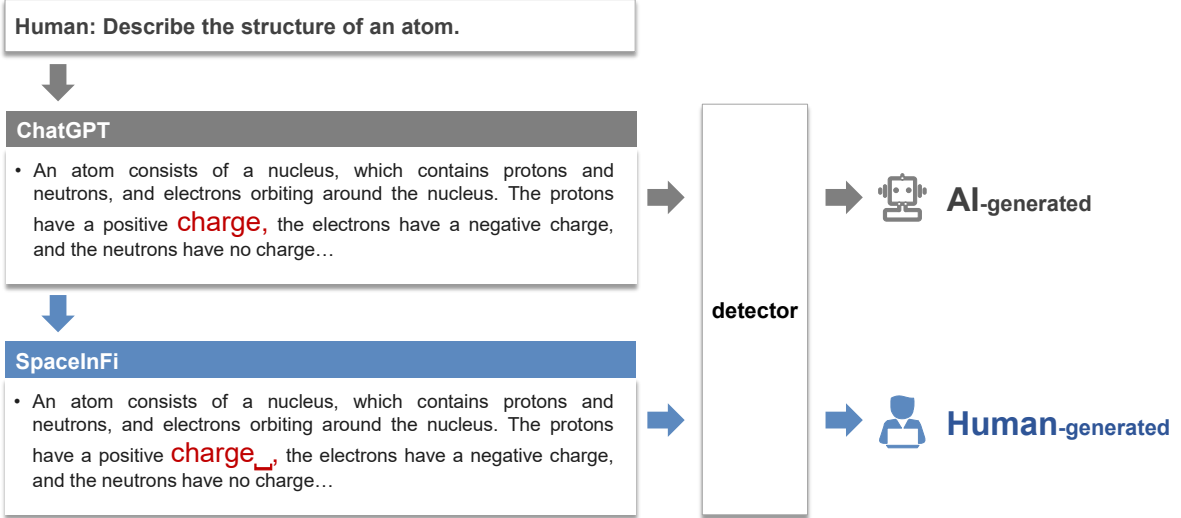 Human: Describe the structure of an atom.
ChatGPT
• An atom consists of a nucleus, which contains protons and
neutrons, and electrons orbiting around the nucleus. The protons
have a positive charge, the electrons have a negative charge,
and the neutrons have no charge…
AI-generated
detector
SpaceInFi
• An atom consists of a nucleus, which contains protons and
neutrons, and electrons orbiting around the nucleus. The protons
have a positive charge␣, the electrons have a negative charge,
and the neutrons have no charge…
Human-generated